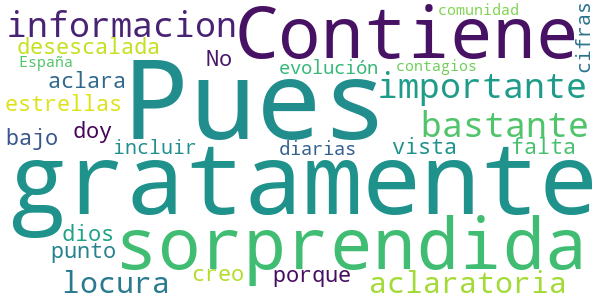 informacion Contiene comunidad cifras
desescalada No
España aclara evolución contagios
estrellas Pues importante
bajo doy bastante
incluir diarias vista falta
gratamente
dios sorprendida
punto
locura creo porque aclaratoria